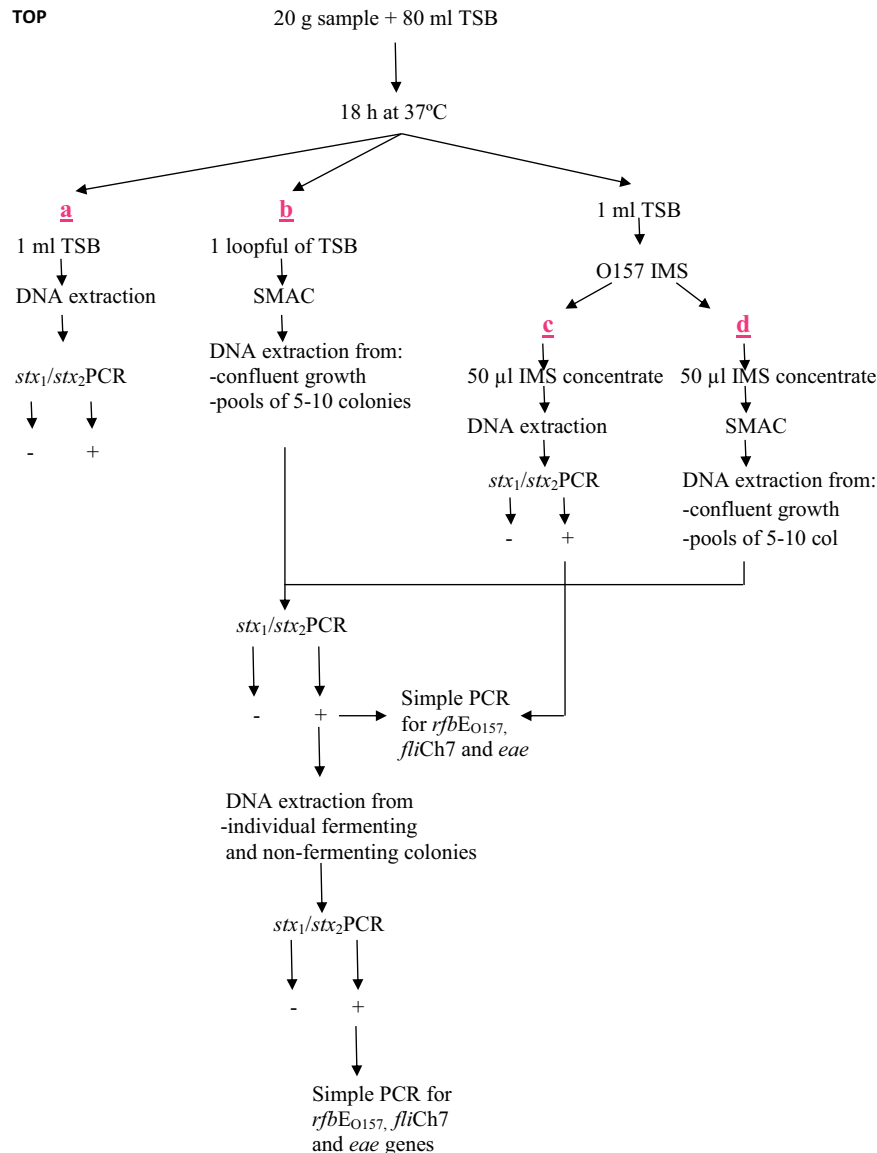 TOP
20 g sample + 80 ml TSB
18 h at 37ºC
a
1 ml TSB
DNA extraction
stx₁/stx₂PCR
-
+
b
1 loopful of TSB
SMAC
DNA extraction from:
-confluent growth
-pools of 5-10 colonies
1 ml TSB
O157 IMS
c
50 µl IMS concentrate
DNA extraction
stx₁/stx₂PCR
-
+
d
50 µl IMS concentrate
SMAC
DNA extraction from:
-confluent growth
-pools of 5-10 col
stx₁/stx₂PCR
-
+
Simple PCR
for rfbE_O157,
fliCh7 and eae
DNA extraction from
-individual fermenting
and non-fermenting colonies
stx₁/stx₂PCR
-
+
Simple PCR for
rfbE_O157, fliCh7
and eae genes